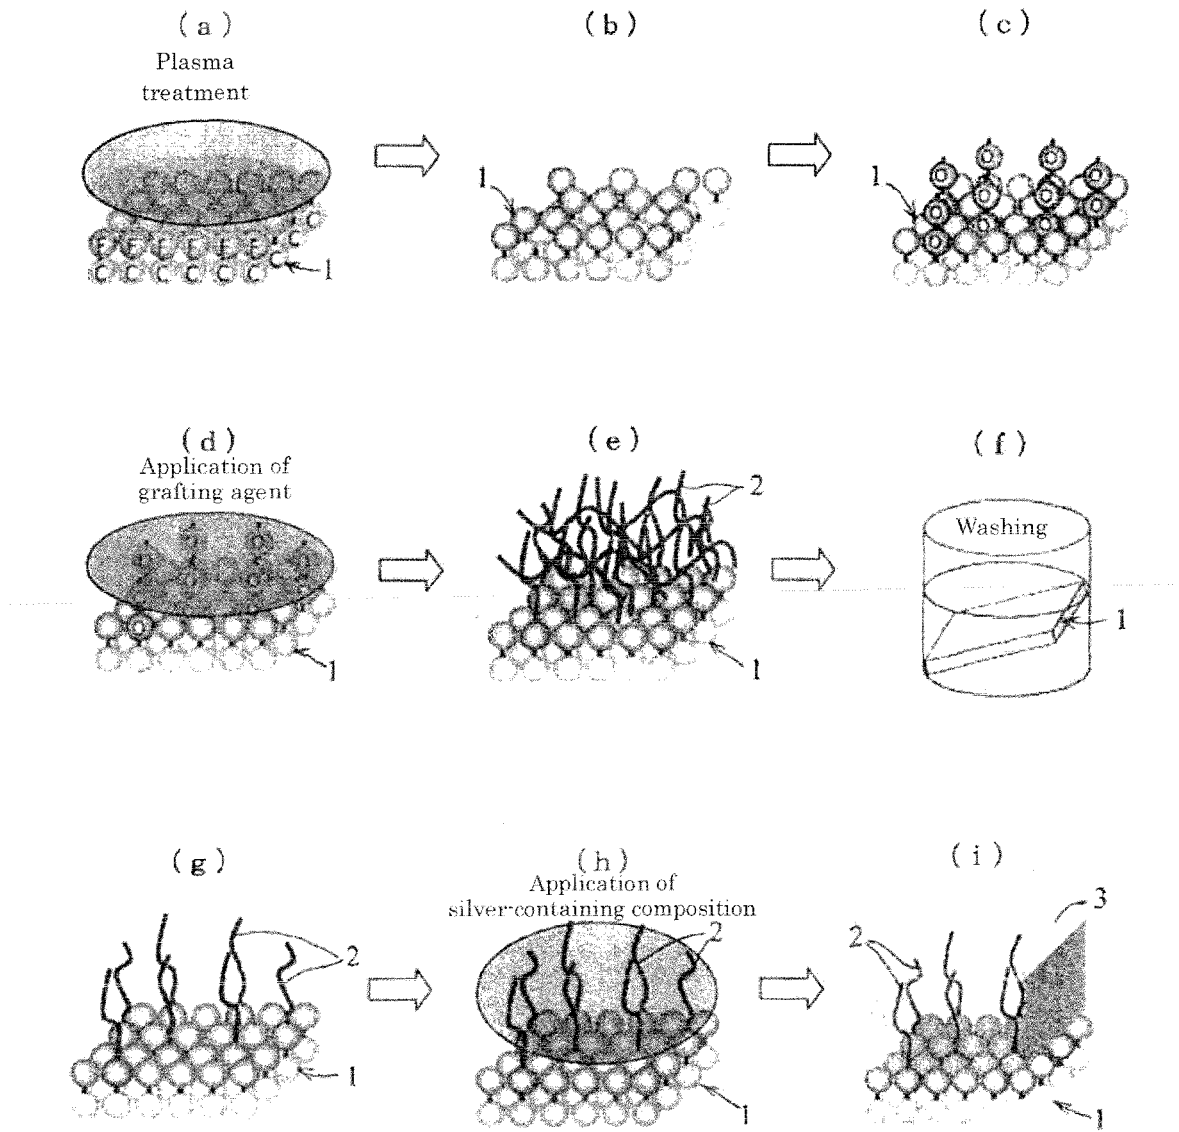 (a)
(b)
(c)
Plasma
treatment
1
1
1
E E E E E E C
C C C C C C C
(d)
(e)
(f)
Application of
grafting agent
2
Washing
1
1
1
(g)
(h)
(i)
Application of
silver-containing composition
3
2
2
2
1
1
1